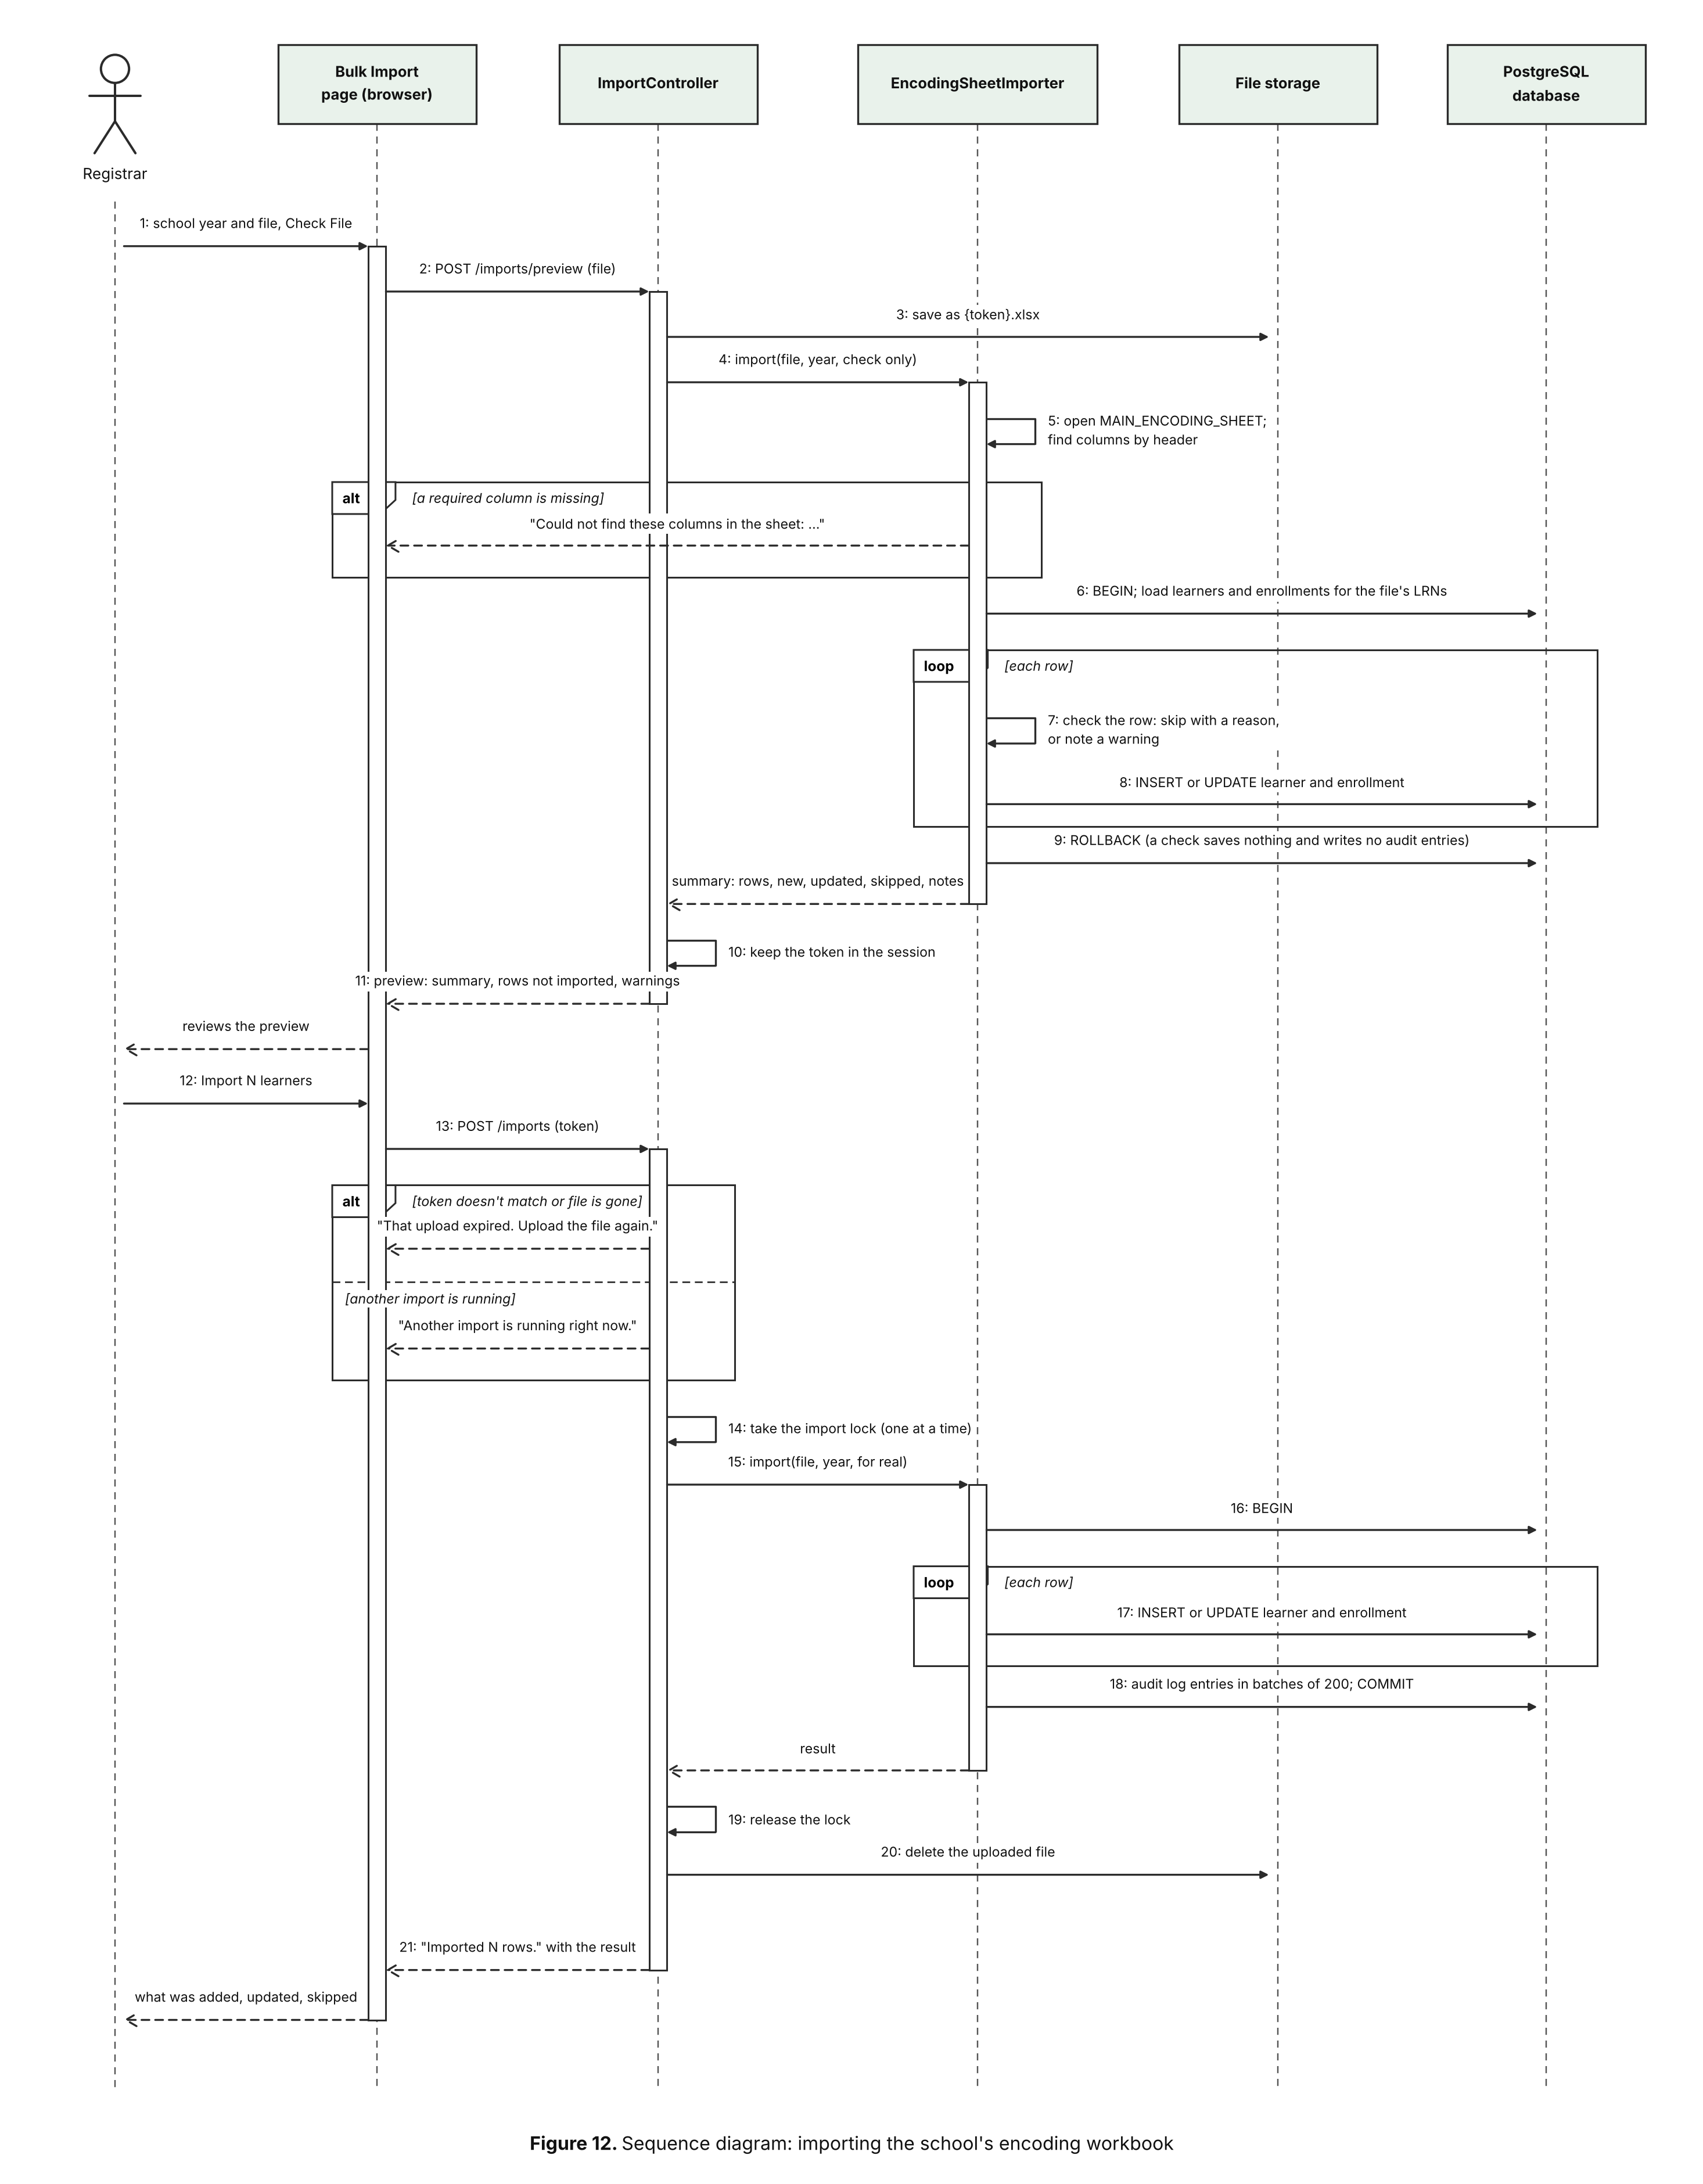 Registrar
Bulk Import
page (browser)
ImportController
EncodingSheetImporter
File storage
PostgreSQL
database
1: school year and file, Check File
2: POST /imports/preview (file)
3: save as {token}.xlsx
4: import(file, year, check only)
5: open MAIN_ENCODING_SHEET;
find columns by header
alt
[a required column is missing]
"Could not find these columns in the sheet: ..."
6: BEGIN; load learners and enrollments for the file's LRNs
loop
[each row]
7: check the row: skip with a reason,
or note a warning
8: INSERT or UPDATE learner and enrollment
9: ROLLBACK (a check saves nothing and writes no audit entries)
summary: rows, new, updated, skipped, notes
10: keep the token in the session
11: preview: summary, rows not imported, warnings
reviews the preview
12: Import N learners
13: POST /imports (token)
alt
[token doesn't match or file is gone]
"That upload expired. Upload the file again."
[another import is running]
"Another import is running right now."
14: take the import lock (one at a time)
15: import(file, year, for real)
16: BEGIN
loop
[each row]
17: INSERT or UPDATE learner and enrollment
18: audit log entries in batches of 200; COMMIT
result
19: release the lock
20: delete the uploaded file
21: "Imported N rows." with the result
what was added, updated, skipped
Figure 12. Sequence diagram: importing the school's encoding workbook